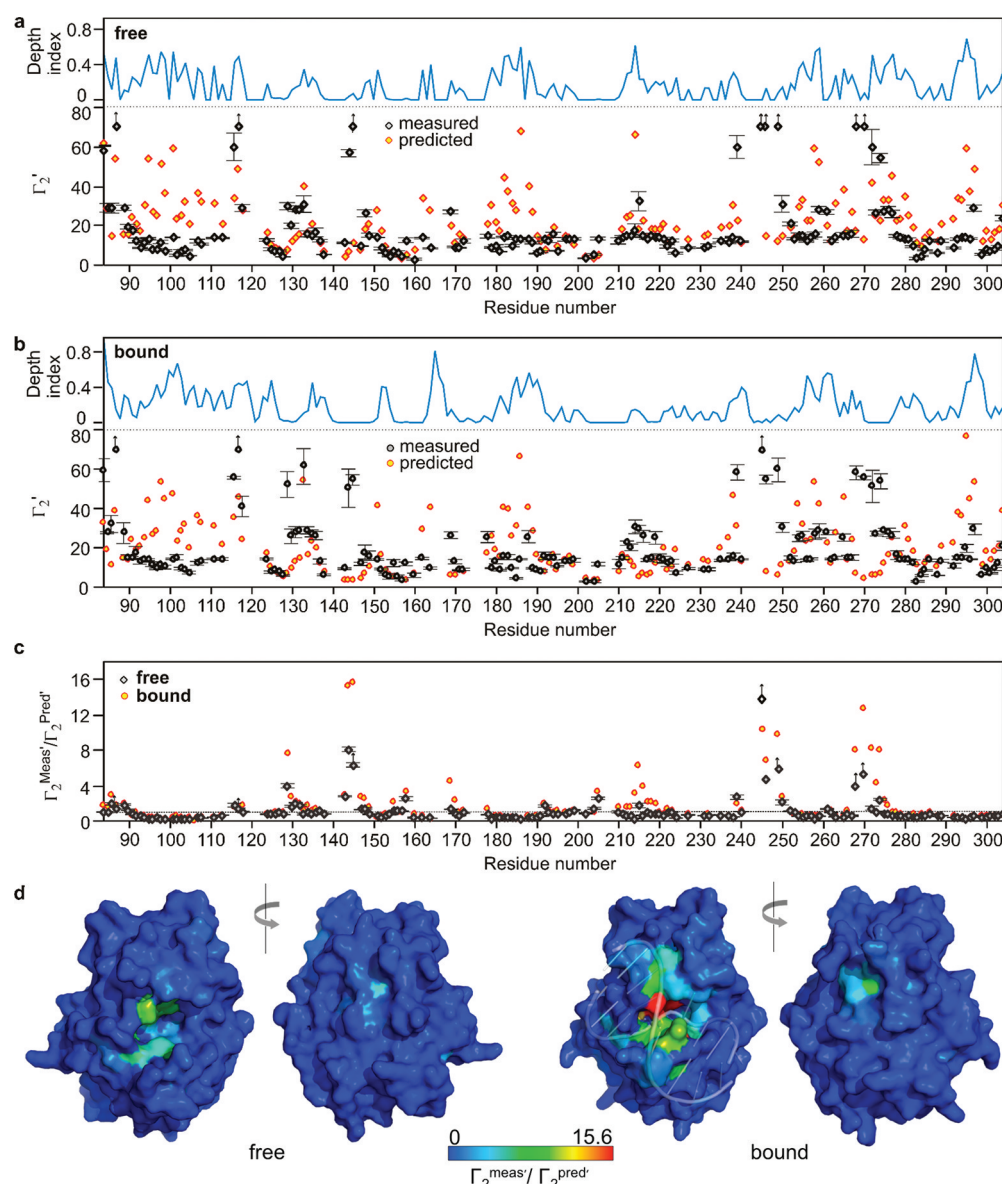 a
free
Depth
index
0.8
0.4
0
measured
predicted
Γ2'
80
60
40
20
0
90 100 110 120 130 140 150 160 170 180 190 200 210 220 230 240 250 260 270 280 290 300
Residue number
b
bound
Depth
index
0.8
0.4
0
measured
predicted
Γ2'
80
60
40
20
0
90 100 110 120 130 140 150 160 170 180 190 200 210 220 230 240 250 260 270 280 290 300
Residue number
c
free
bound
Γ2Meas'/Γ2Pred'
16
12
8
4
0
90 100 110 120 130 140 150 160 170 180 190 200 210 220 230 240 250 260 270 280 290 300
Residue number
d
free
0 15.6
Γ2meas'/ Γ2pred'
bound